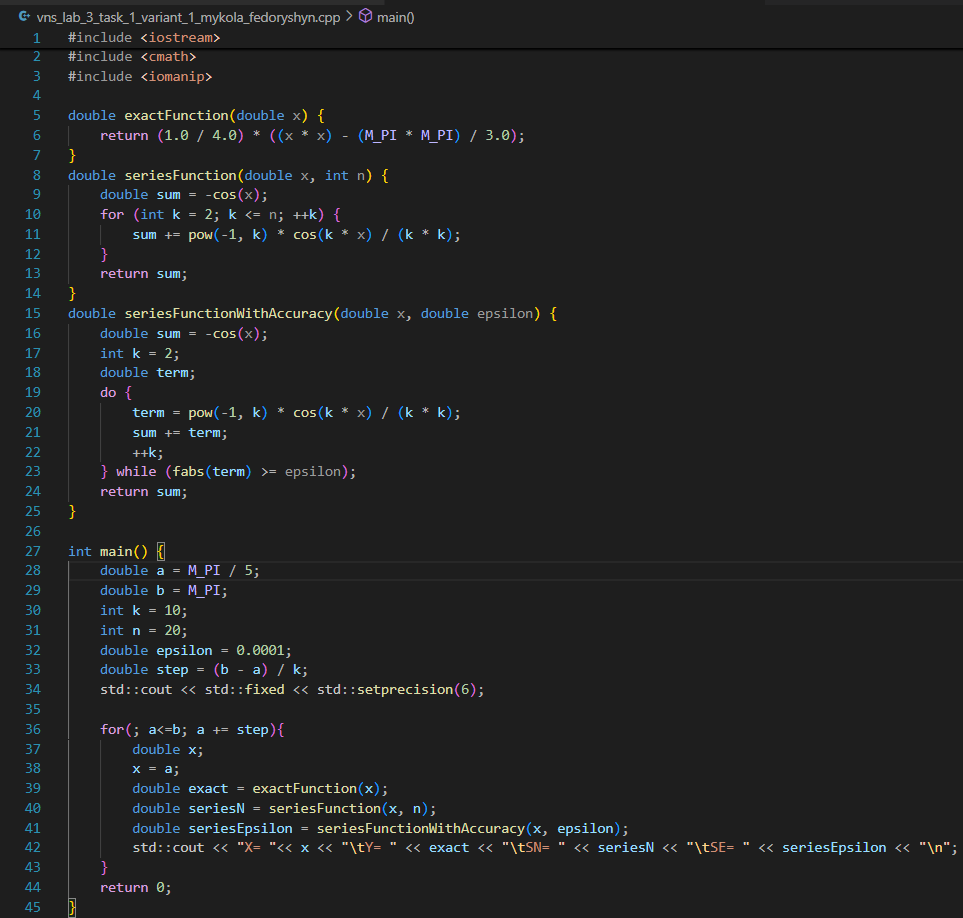 vns_lab_3_task_1_variant_1_mykola_fedoryshyn.cpp > main()
1 #include <iostream>
2 #include <cmath>
3 #include <iomanip>
4
5 double exactFunction(double x) {
6     return (1.0 / 4.0) * ((x * x) - (M_PI * M_PI) / 3.0);
7 }
8 double seriesFunction(double x, int n) {
9     double sum = -cos(x);
10     for (int k = 2; k <= n; ++k) {
11         sum += pow(-1, k) * cos(k * x) / (k * k);
12     }
13     return sum;
14 }
15 double seriesFunctionWithAccuracy(double x, double epsilon) {
16     double sum = -cos(x);
17     int k = 2;
18     double term;
19     do {
20         term = pow(-1, k) * cos(k * x) / (k * k);
21         sum += term;
22         ++k;
23     } while (fabs(term) >= epsilon);
24     return sum;
25 }
26
27 int main() {
28     double a = M_PI / 5;
29     double b = M_PI;
30     int k = 10;
31     int n = 20;
32     double epsilon = 0.0001;
33     double step = (b - a) / k;
34     std::cout << std::fixed << std::setprecision(6);
35
36     for(; a<=b; a += step){
37         double x;
38         x = a;
39         double exact = exactFunction(x);
40         double seriesN = seriesFunction(x, n);
41         double seriesEpsilon = seriesFunctionWithAccuracy(x, epsilon);
42         std::cout << "X= "<< x << "\tY= " << exact << "\tSN= " << seriesN << "\tSE= " << seriesEpsilon << "\n";
43     }
44     return 0;
45 }